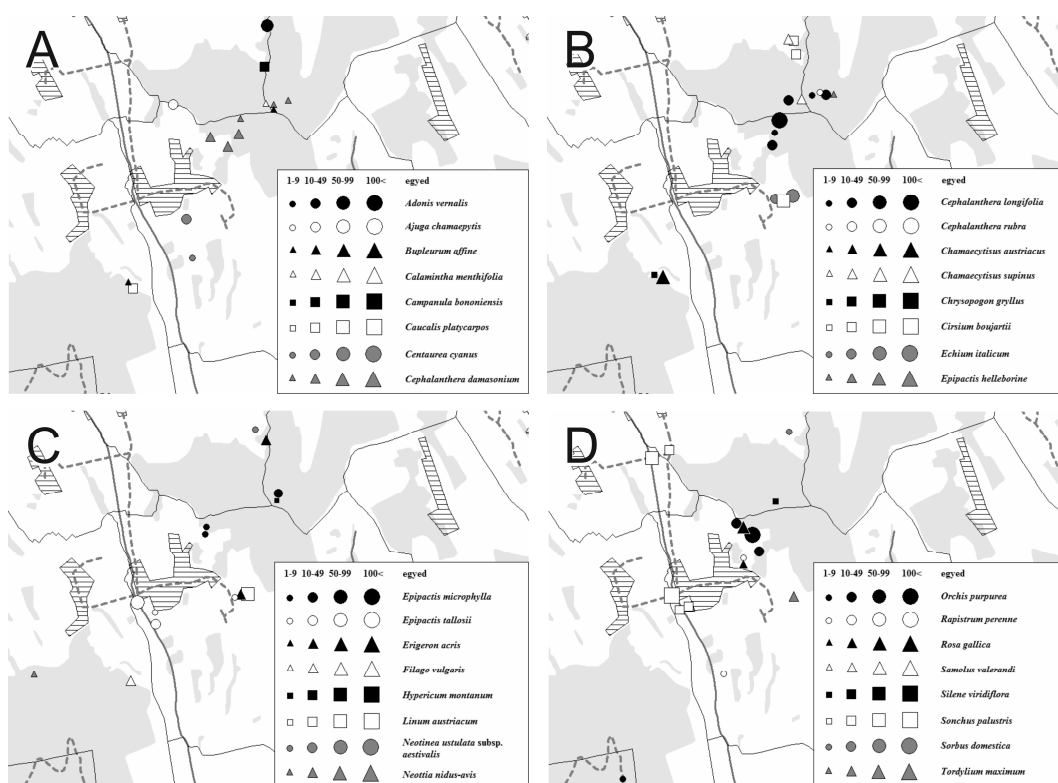 A
1-9 10-49 50-99 100< egyed
Adonis vernalis
Ajuga chamaepytis
Bupleurum affine
Calamintha menthifolia
Campanula bononiensis
Caucalis platycarpos
Centaurea cyanus
Cephalanthera damasonium
B
1-9 10-49 50-99 100< egyed
Cephalanthera longifolia
Cephalanthera rubra
Chamaecytisus austriacus
Chamaecytisus supinus
Chrysopogon gryllus
Cirsium boujartii
Echium italicum
Epipactis helleborine
C
1-9 10-49 50-99 100< egyed
Epipactis microphylla
Epipactis tallosii
Erigeron acris
Filago vulgaris
Hypericum montanum
Linum austriacum
Neotinea ustulata subsp.
aestivalis
Neottia nidus-avis
D
1-9 10-49 50-99 100< egyed
Orchis purpurea
Rapistrum perenne
Rosa gallica
Samolus valerandi
Silene viridiflora
Sonchus palustris
Sorbus domestica
Tordylium maximum